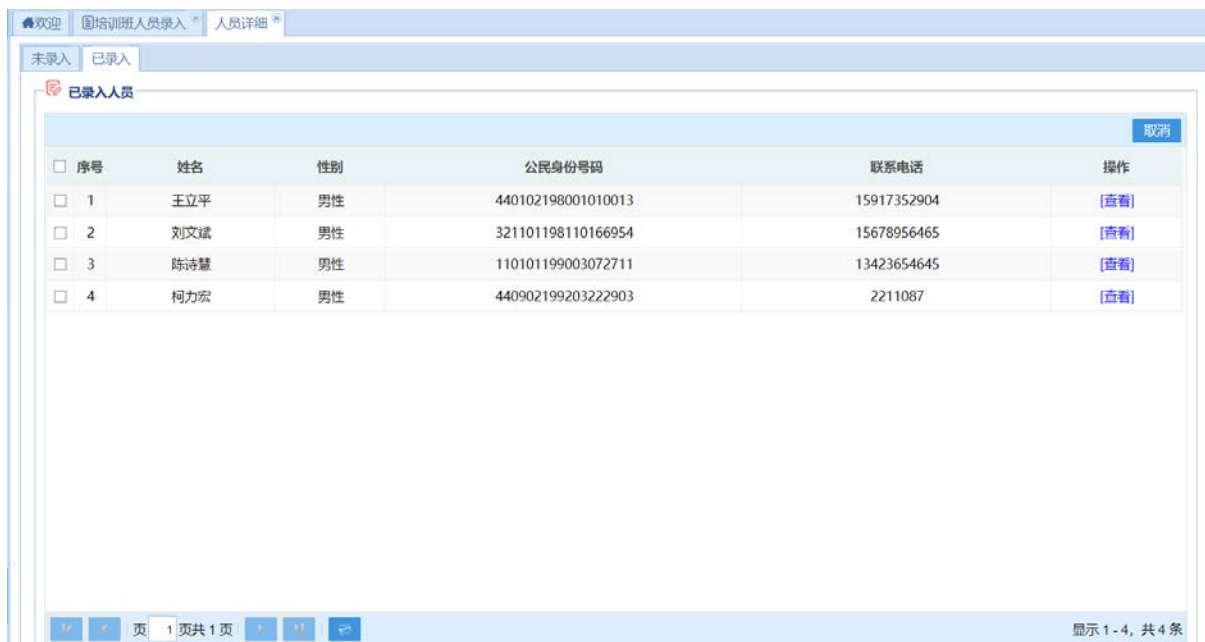 欢迎 培训班人员录入 人员详细
未录入 已录入
已录入人员
取消
序号 姓名 性别 公民身份号码 联系电话 操作
1 王立平 男性 440102198001010013 15917352904 [查看]
2 刘文斌 男性 321101198110166954 15678956465 [查看]
3 陈诗慧 男性 110101199003072711 13423654645 [查看]
4 柯力宏 男性 440902199203222903 2211087 [查看]
页 1 页共 1 页 显示 1 - 4, 共 4 条